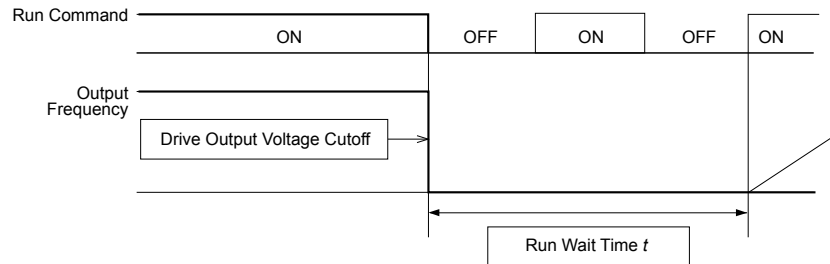 Run Command
ON
OFF
ON
OFF
ON
Output
Frequency
Drive Output Voltage Cutoff
Run Wait Time t